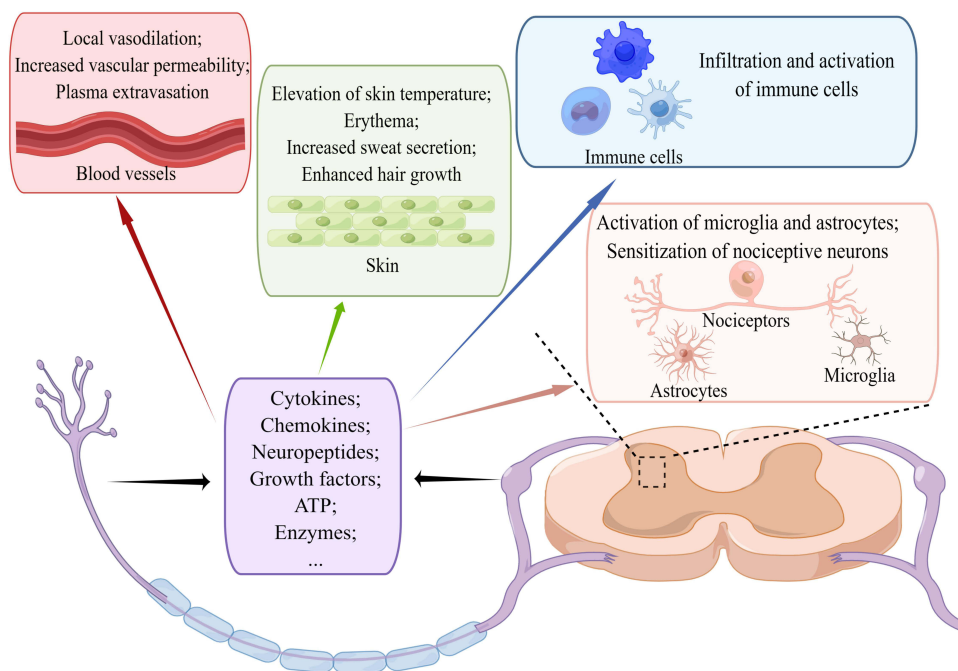 Local vasodilation;
Increased vascular permeability;
Plasma extravasation
Blood vessels
Elevation of skin temperature;
Erythema;
Increased sweat secretion;
Enhanced hair growth
Skin
Infiltration and activation
of immune cells
Immune cells
Activation of microglia and astrocytes;
Sensitization of nociceptive neurons
Nociceptors
Astrocytes
Microglia
Cytokines;
Chemokines;
Neuropeptides;
Growth factors;
ATP;
Enzymes;
...